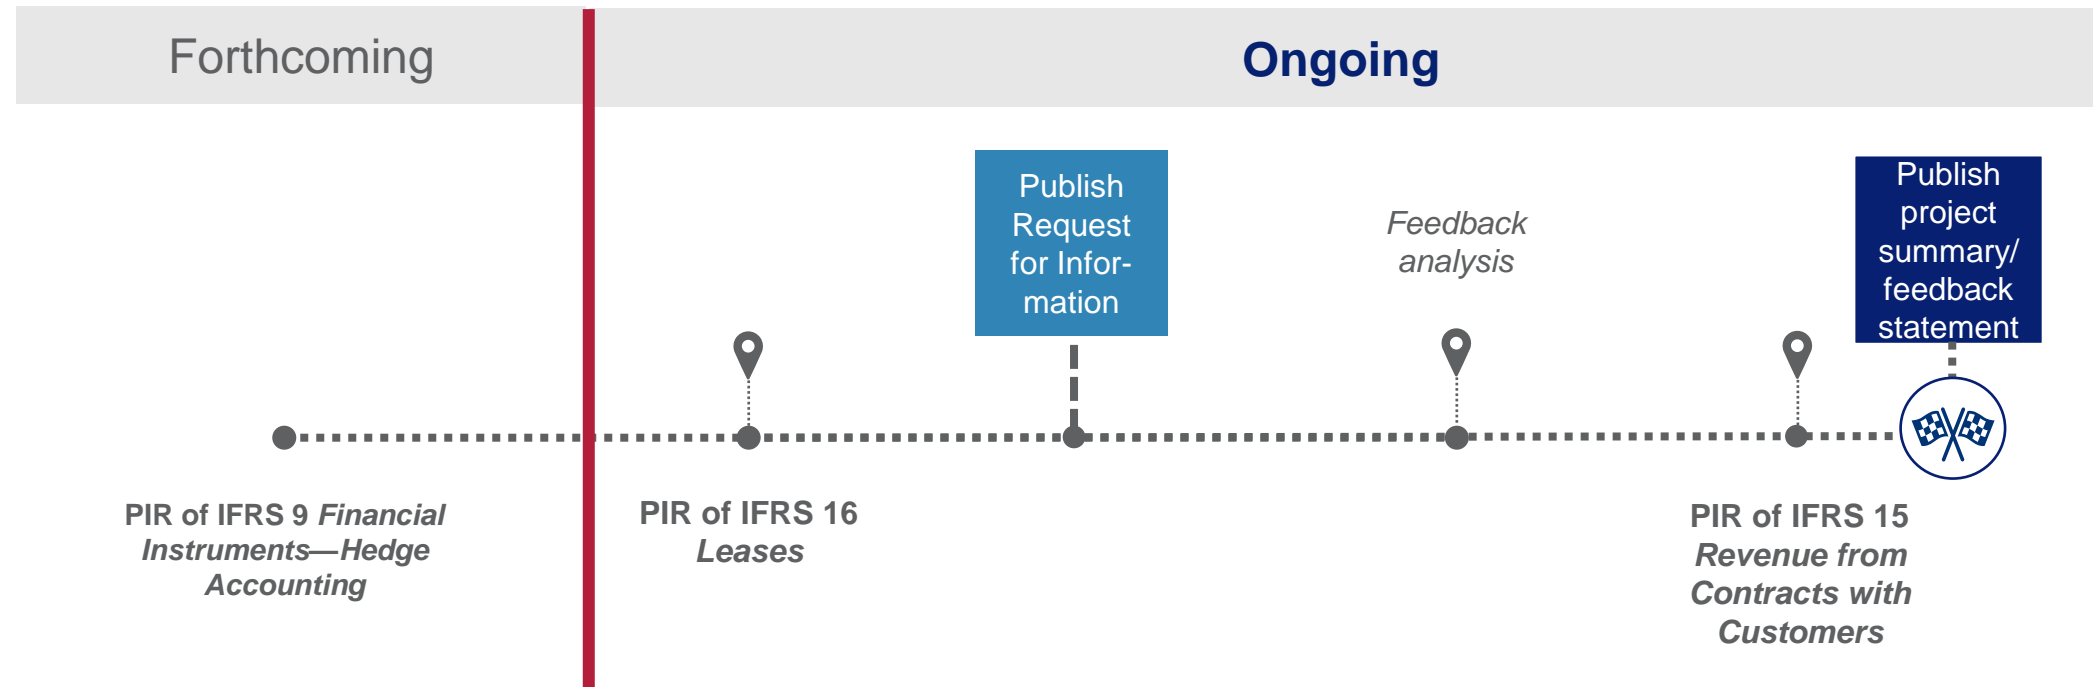 Forthcoming
Ongoing
Publish
Request
for Infor-
mation
Feedback
analysis
Publish
project
summary/
feedback
statement
PIR of IFRS 9 Financial
Instruments—Hedge
Accounting
PIR of IFRS 16
Leases
PIR of IFRS 15
Revenue from
Contracts with
Customers